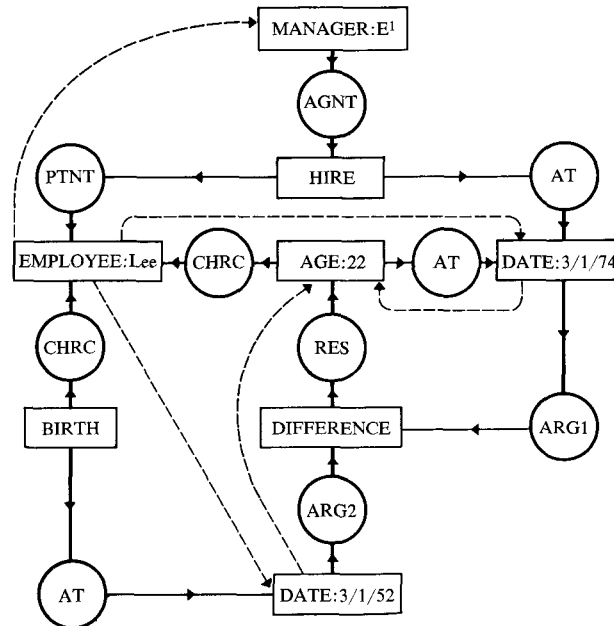 MANAGER:E¹
AGNT
PTNT
HIRE
AT
EMPLOYEE:Lee
CHRC
AGE:22
AT
DATE:3/1/74
CHRC
RES
BIRTH
DIFFERENCE
ARG1
ARG2
AT
DATE:3/1/52